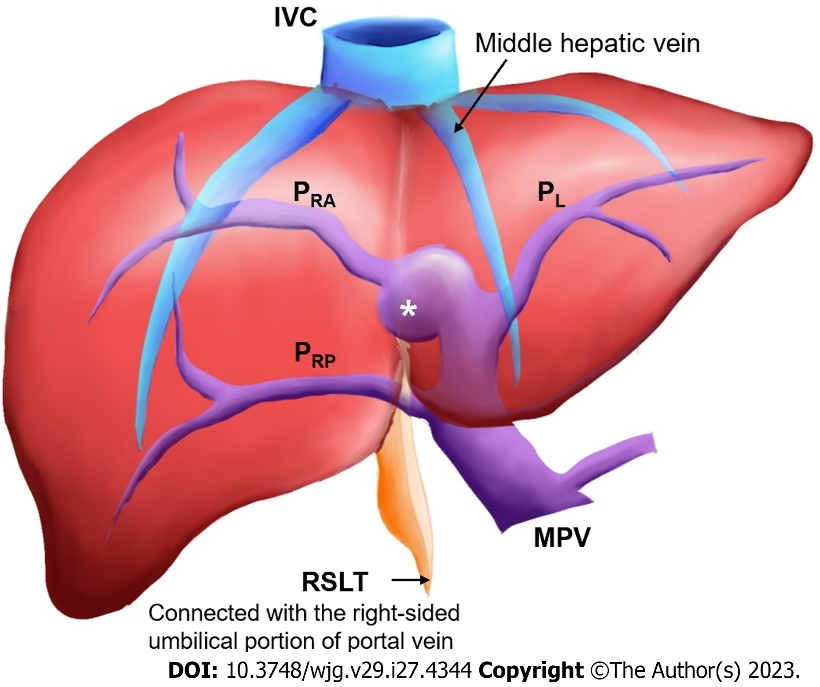 IVC
Middle hepatic vein
PRA
PL
*
PRP
MPV
RSLT
Connected with the right-sided
umbilical portion of portal vein
DOI: 10.3748/wjg.v29.i27.4344 Copyright ©The Author(s) 2023.